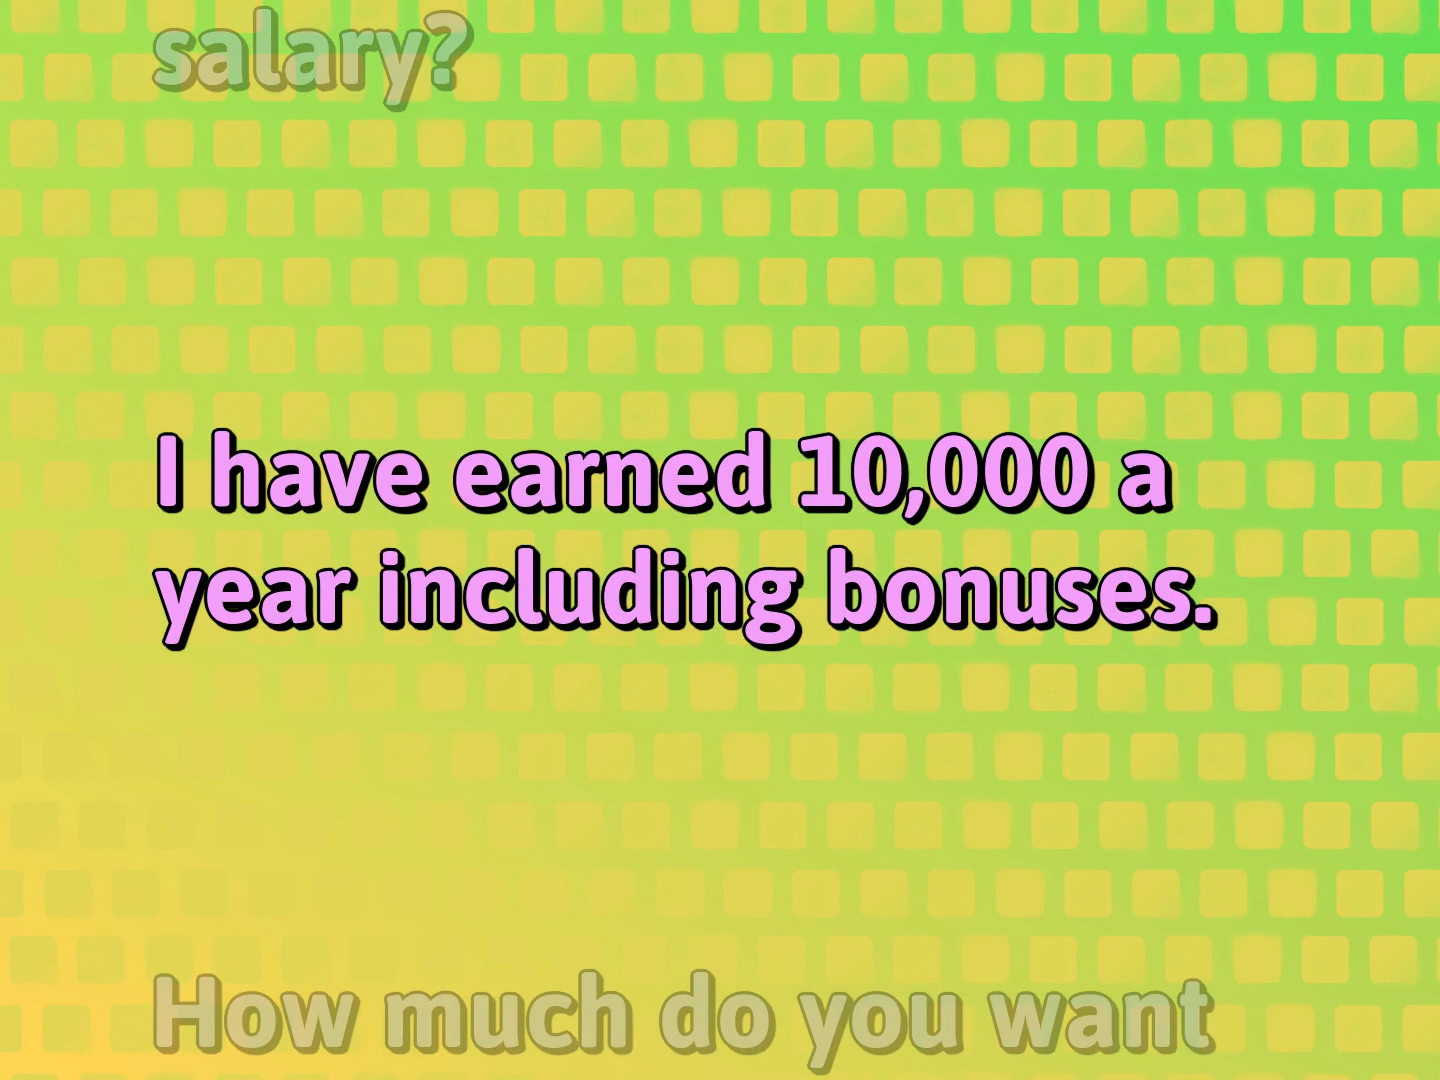 salary?
I have earned 10,000 a
year including bonuses.
How much do you want